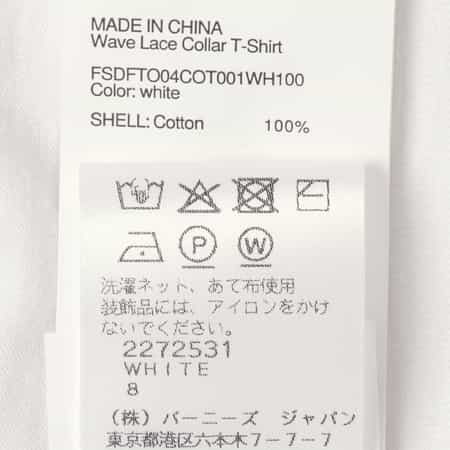 MADE IN CHINA
Wave Lace Collar T-Shirt
FSDFTO04COT001WH100
Color: white
SHELL: Cotton 100%
P W
洗濯ネット、あて布使用
装飾品には、アイロンをかけ
ないでください。
2272531
WHITE
8
(株) バーニーズ ジャパン
東京都港区六本木7-7-7